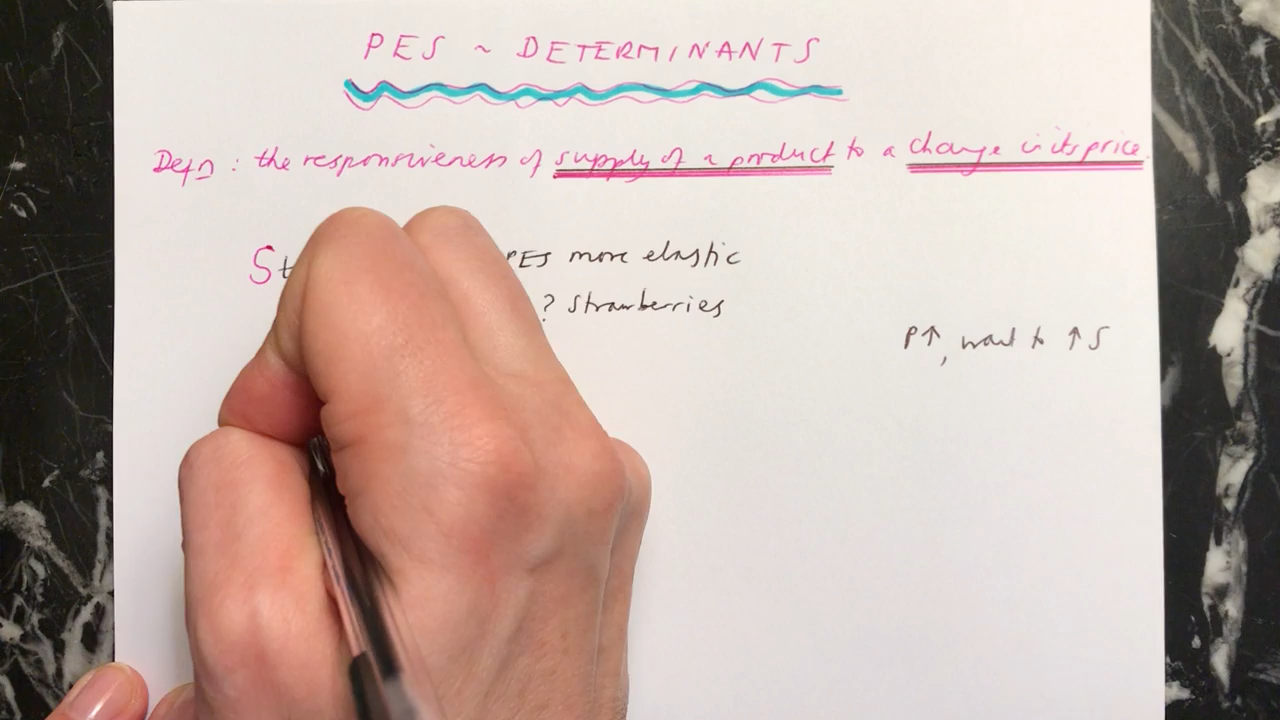 PES ~ DETERMINANTS
Defn : the responsiveness of supply of a product to a change in its price.
PES more elastic
? Strawberries
P↑, want to ↑ S